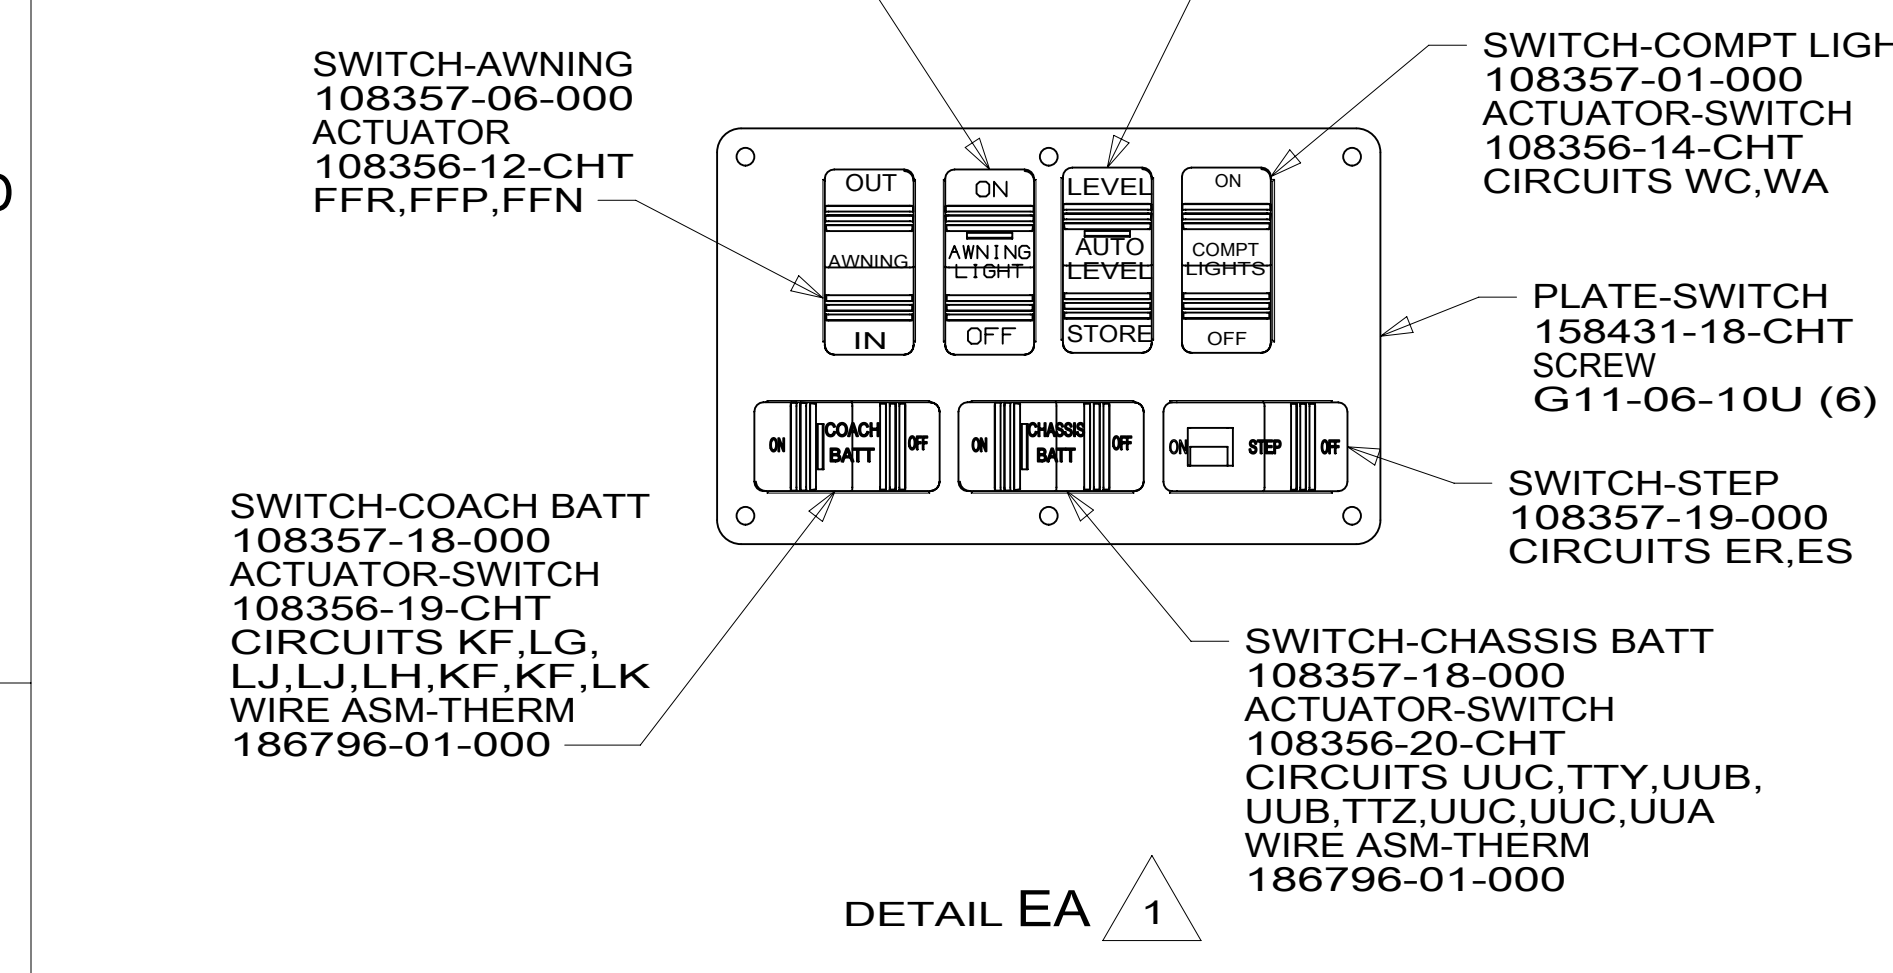 SWITCH-AWNING
108357-06-000
ACTUATOR
108356-12-CHT
FFR,FFP,FFN
SWITCH-COMPT LIGH
108357-01-000
ACTUATOR-SWITCH
108356-14-CHT
CIRCUITS WC,WA
OUT
AWNING
IN
ON
AWNING
LIGHT
OFF
LEVEL
AUTO
LEVEL
STORE
ON
COMPT
LIGHTS
OFF
PLATE-SWITCH
158431-18-CHT
SCREW
G11-06-10U (6)
ON
COACH
BATT
OFF
ON
CHASSIS
BATT
OFF
ON
STEP
OFF
SWITCH-STEP
108357-19-000
CIRCUITS ER,ES
SWITCH-COACH BATT
108357-18-000
ACTUATOR-SWITCH
108356-19-CHT
CIRCUITS KF,LG,
LJ,LJ,LH,KF,KF,LK
WIRE ASM-THERM
186796-01-000
SWITCH-CHASSIS BATT
108357-18-000
ACTUATOR-SWITCH
108356-20-CHT
CIRCUITS UUC,TTY,UUB,
UUB,TTZ,UUC,UUC,UUA
WIRE ASM-THERM
186796-01-000
DETAIL EA 1